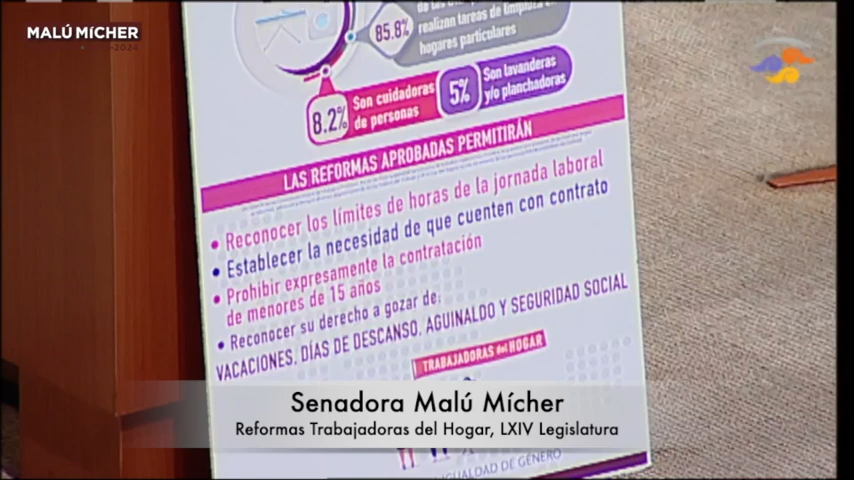 MALÚ MÍCHER
2024
85.8%
realizan tareas de limpieza en
hogares particulares
8.2%
Son cuidadoras
de personas
5%
Son lavanderas
y/o planchadoras
LAS REFORMAS APROBADAS PERMITIRÁN
• Reconocer los límites de horas de la jornada laboral
• Establecer la necesidad de que cuenten con contrato
• Prohibir expresamente la contratación
de menores de 15 años
• Reconocer su derecho a gozar de:
VACACIONES, DÍAS DE DESCANSO, AGUINALDO Y SEGURIDAD SOCIAL
TRABAJADORAS del HOGAR
Senadora Malú Mícher
Reformas Trabajadoras del Hogar, LXIV Legislatura
IGUALDAD DE GÉNERO